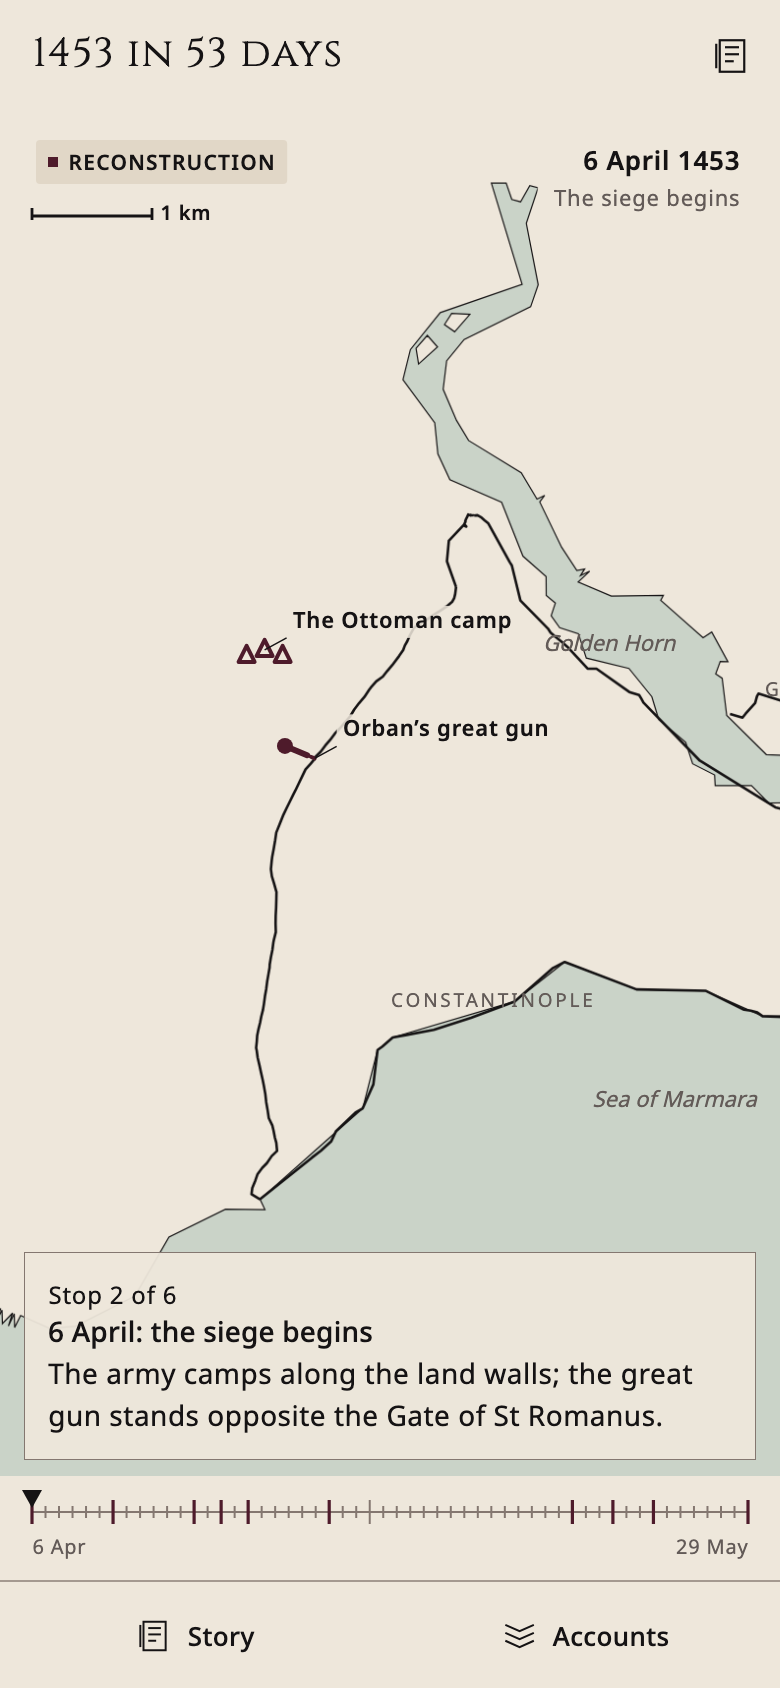 1453 IN 53 DAYS
RECONSTRUCTION
6 April 1453
The siege begins
1 km
The Ottoman camp
Golden Horn
G
Orban’s great gun
CONSTANTINOPLE
Sea of Marmara
Stop 2 of 6
6 April: the siege begins
The army camps along the land walls; the great
gun stands opposite the Gate of St Romanus.
6 Apr
29 May
Story
Accounts